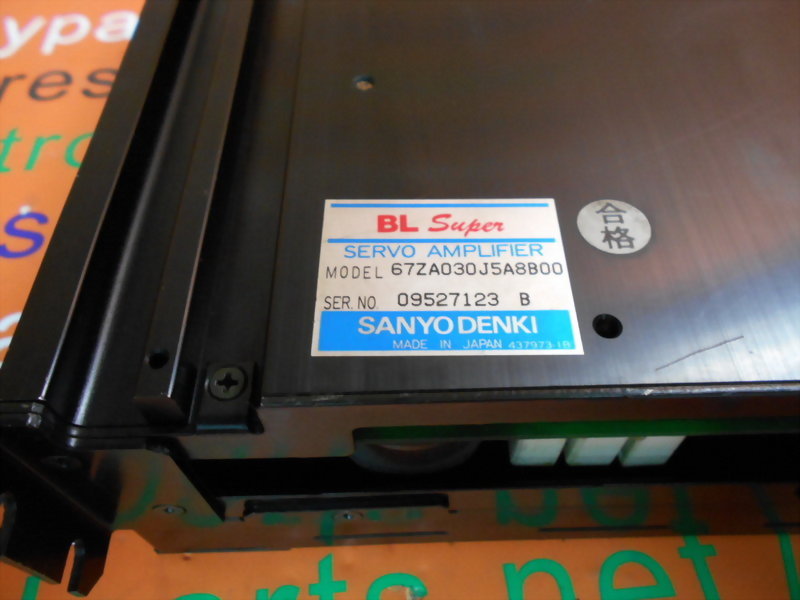 BL Super
SERVO AMPLIFIER
MODEL 67ZA030J5A8B00
SER. NO. 09527123 B
SANYO DENKI
MADE IN JAPAN 437973-1B
合格